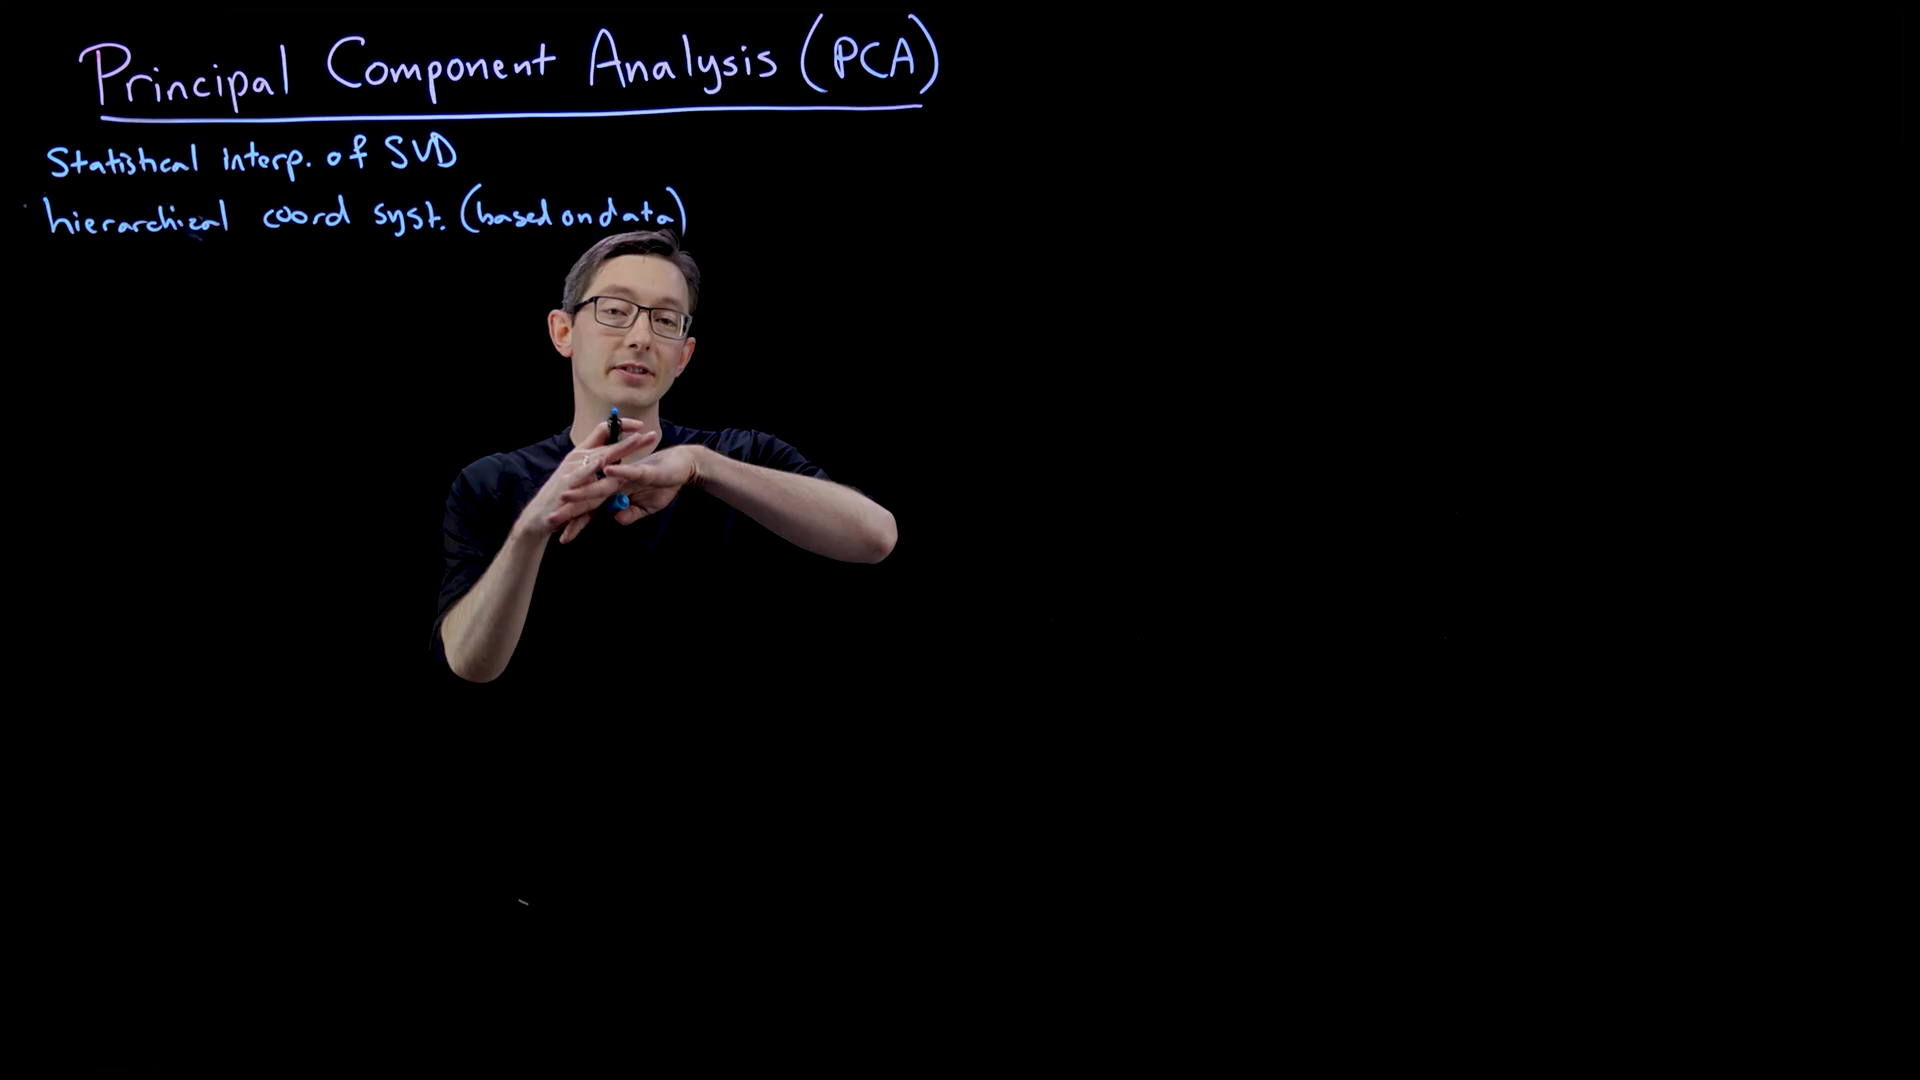 Principal Component Analysis (PCA)
Statistical interp. of SVD
hierarchical coord syst. (based on data)